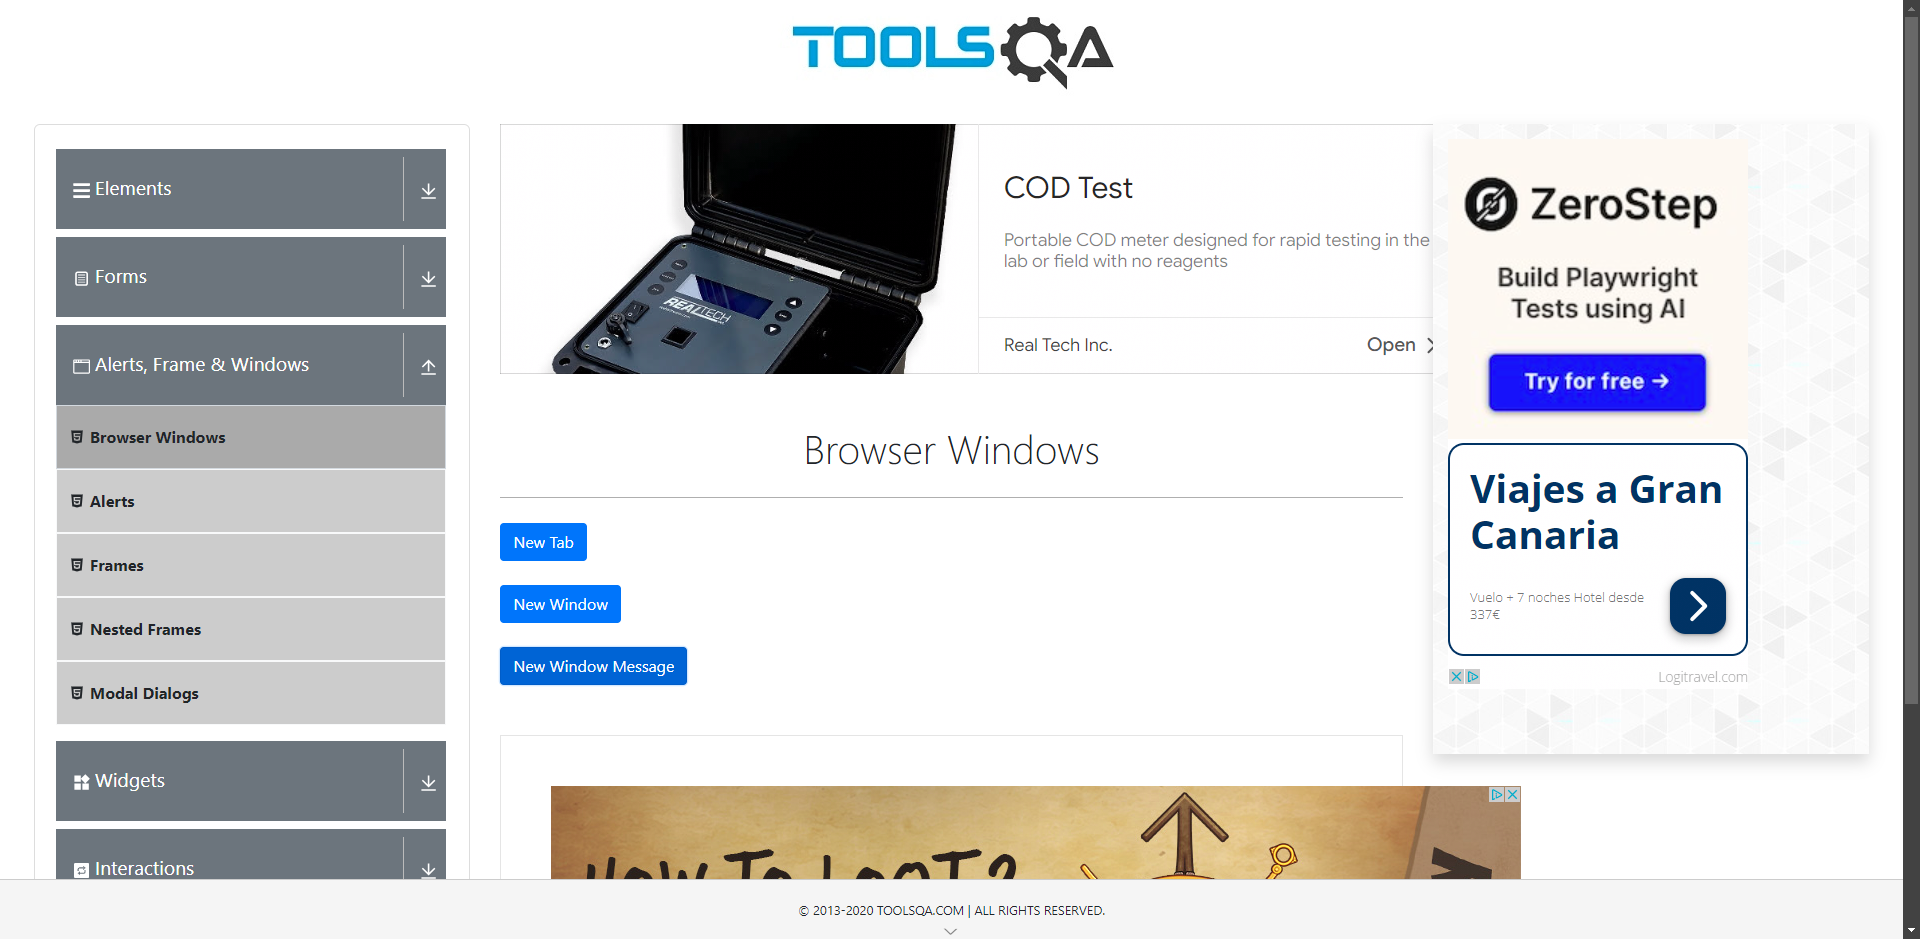 TOOLSQA
Elements
Forms
Alerts, Frame & Windows
Browser Windows
Alerts
Frames
Nested Frames
Modal Dialogs
Widgets
Interactions
REALTECH
COD Test
Portable COD meter designed for rapid testing in the
lab or field with no reagents
Real Tech Inc.
Open
Browser Windows
New Tab
New Window
New Window Message
HOW TO LOOT?
ZeroStep
Build Playwright
Tests using AI
Try for free →
Viajes a Gran
Canaria
Vuelo + 7 noches Hotel desde
337€
Logitravel.com
© 2013-2020 TOOLSQA.COM | ALL RIGHTS RESERVED.